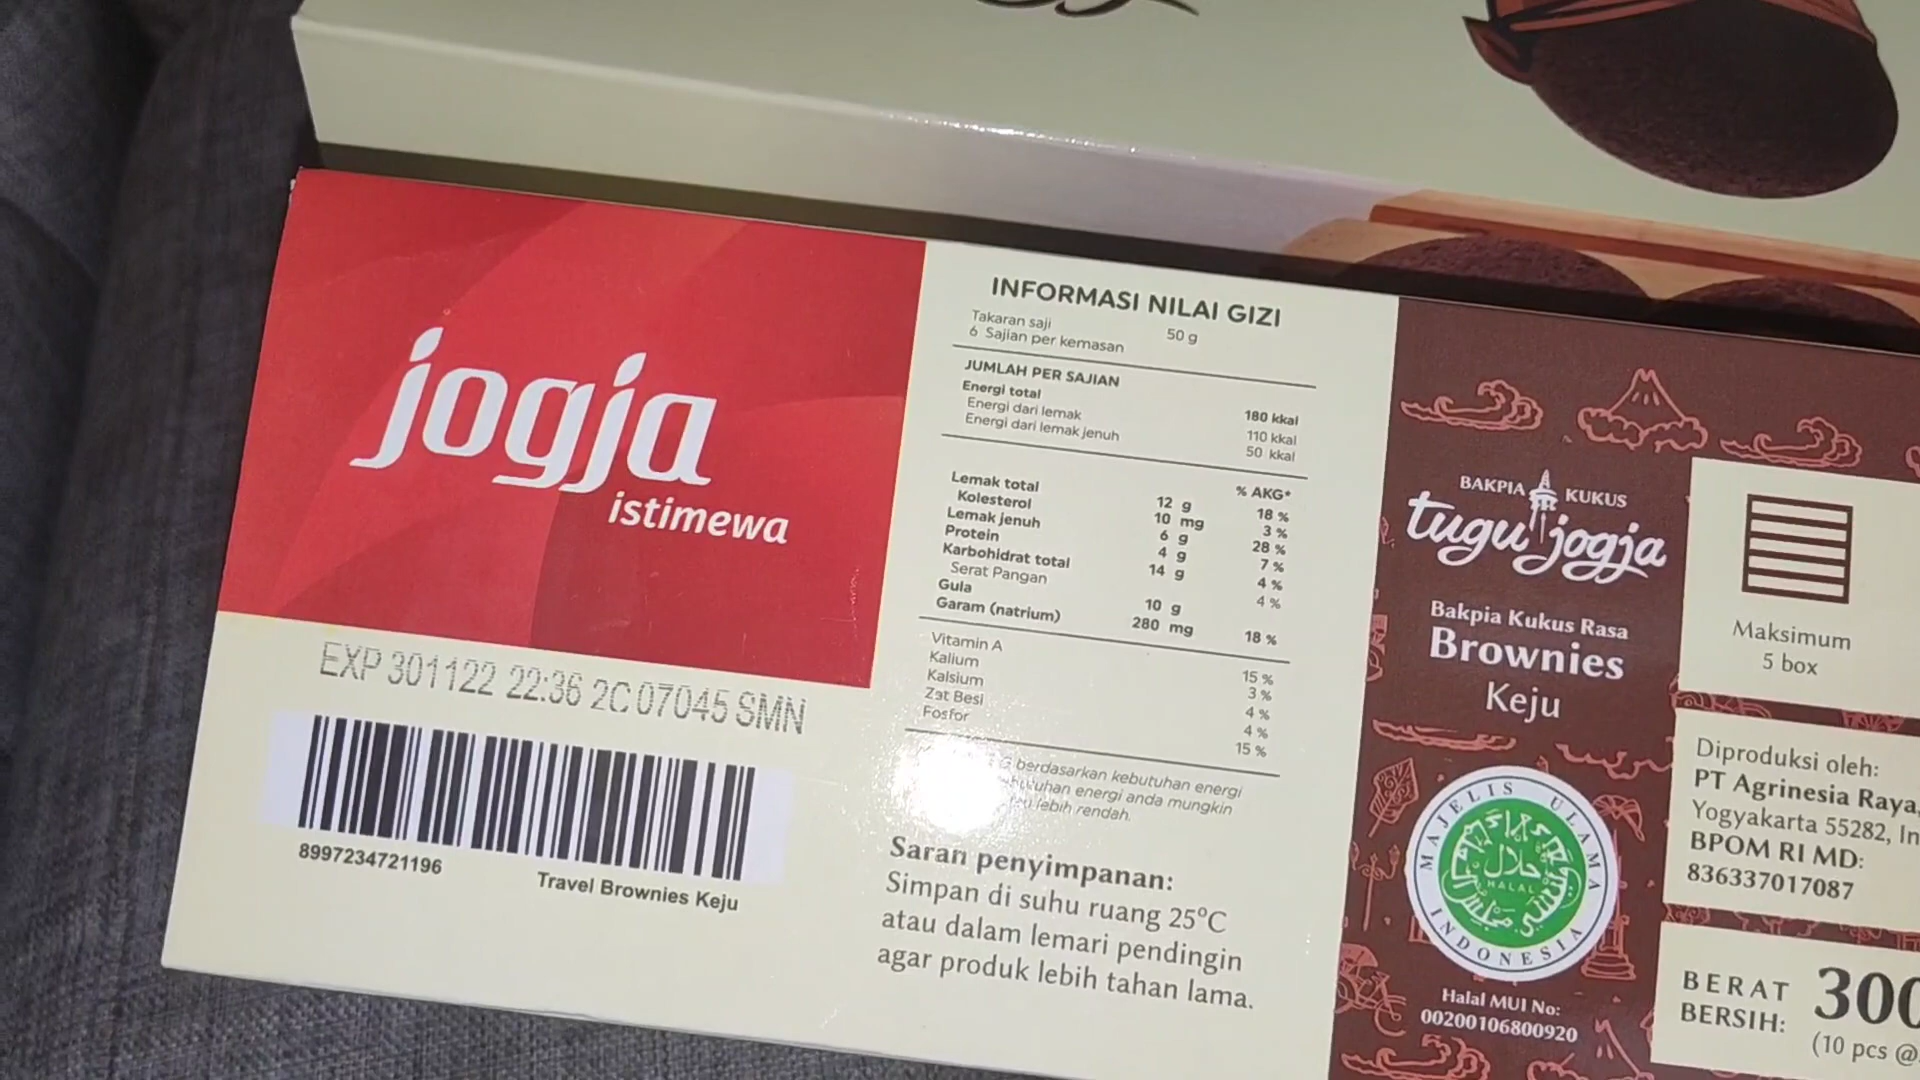 jogja
istimewa
EXP 301122 22:36 2C 07045 SMN
8997234721196
Travel Brownies Keju
INFORMASI NILAI GIZI
Takaran saji 50 g
6 Sajian per kemasan
JUMLAH PER SAJIAN
Energi total 180 kkal
Energi dari lemak 110 kkal
Energi dari lemak jenuh 50 kkal
% AKG*
Lemak total 12 g 18 %
Kolesterol 10 mg 3 %
Lemak jenuh 6 g 28 %
Protein 4 g 7 %
Karbohidrat total 14 g 4 %
Serat Pangan 4 %
Gula 10 g
Garam (natrium) 280 mg 18 %
Vitamin A 15 %
Kalium 3 %
Kalsium 4 %
Zat Besi 4 %
Fosfor 15 %
berdasarkan kebutuhan energi
energi anda mungkin
lebih rendah.
Saran penyimpanan:
Simpan di suhu ruang 25°C
atau dalam lemari pendingin
agar produk lebih tahan lama.
BAKPIA KUKUS
tugu jogja
Bakpia Kukus Rasa
Brownies
Keju
MAJELIS ULAMA
حلال
HALAL
INDONESIA
Halal MUI No:
00200106800920
Maksimum
5 box
Diproduksi oleh:
PT Agrinesia Raya,
Yogyakarta 55282,
BPOM RI MD:
836337017087
BERAT
BERSIH: 300
(10 pcs @